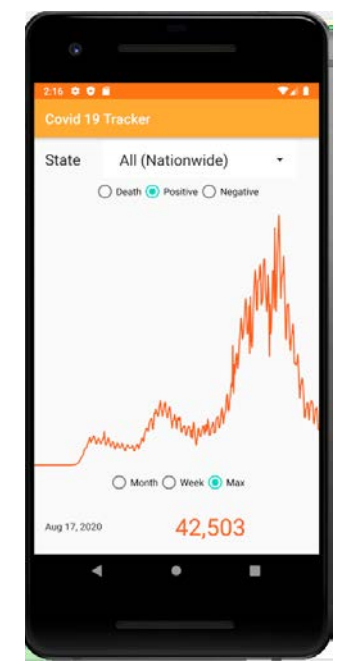 2:16
Covid 19 Tracker
State All (Nationwide)
Death Positive Negative
Month Week Max
Aug 17, 2020 42,503